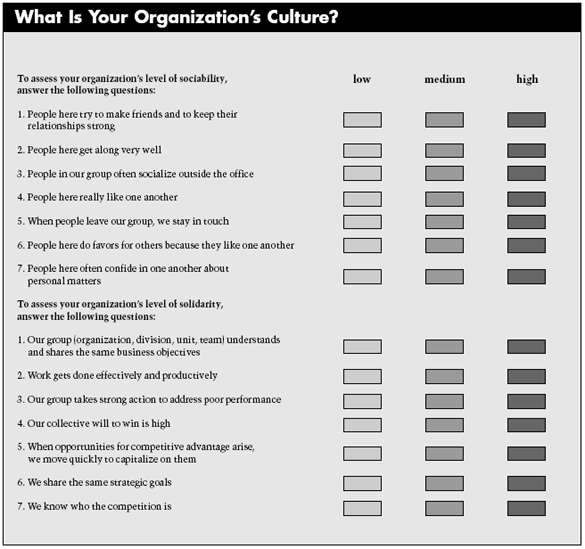 What Is Your Organization's Culture?
To assess your organization's level of sociability,
answer the following questions:
low medium high
1. People here try to make friends and to keep their
relationships strong
2. People here get along very well
3. People in our group often socialize outside the office
4. People here really like one another
5. When people leave our group, we stay in touch
6. People here do favors for others because they like one another
7. People here often confide in one another about
personal matters
To assess your organization's level of solidarity,
answer the following questions:
1. Our group (organization, division, unit, team) understands
and shares the same business objectives
2. Work gets done effectively and productively
3. Our group takes strong action to address poor performance
4. Our collective will to win is high
5. When opportunities for competitive advantage arise,
we move quickly to capitalize on them
6. We share the same strategic goals
7. We know who the competition is